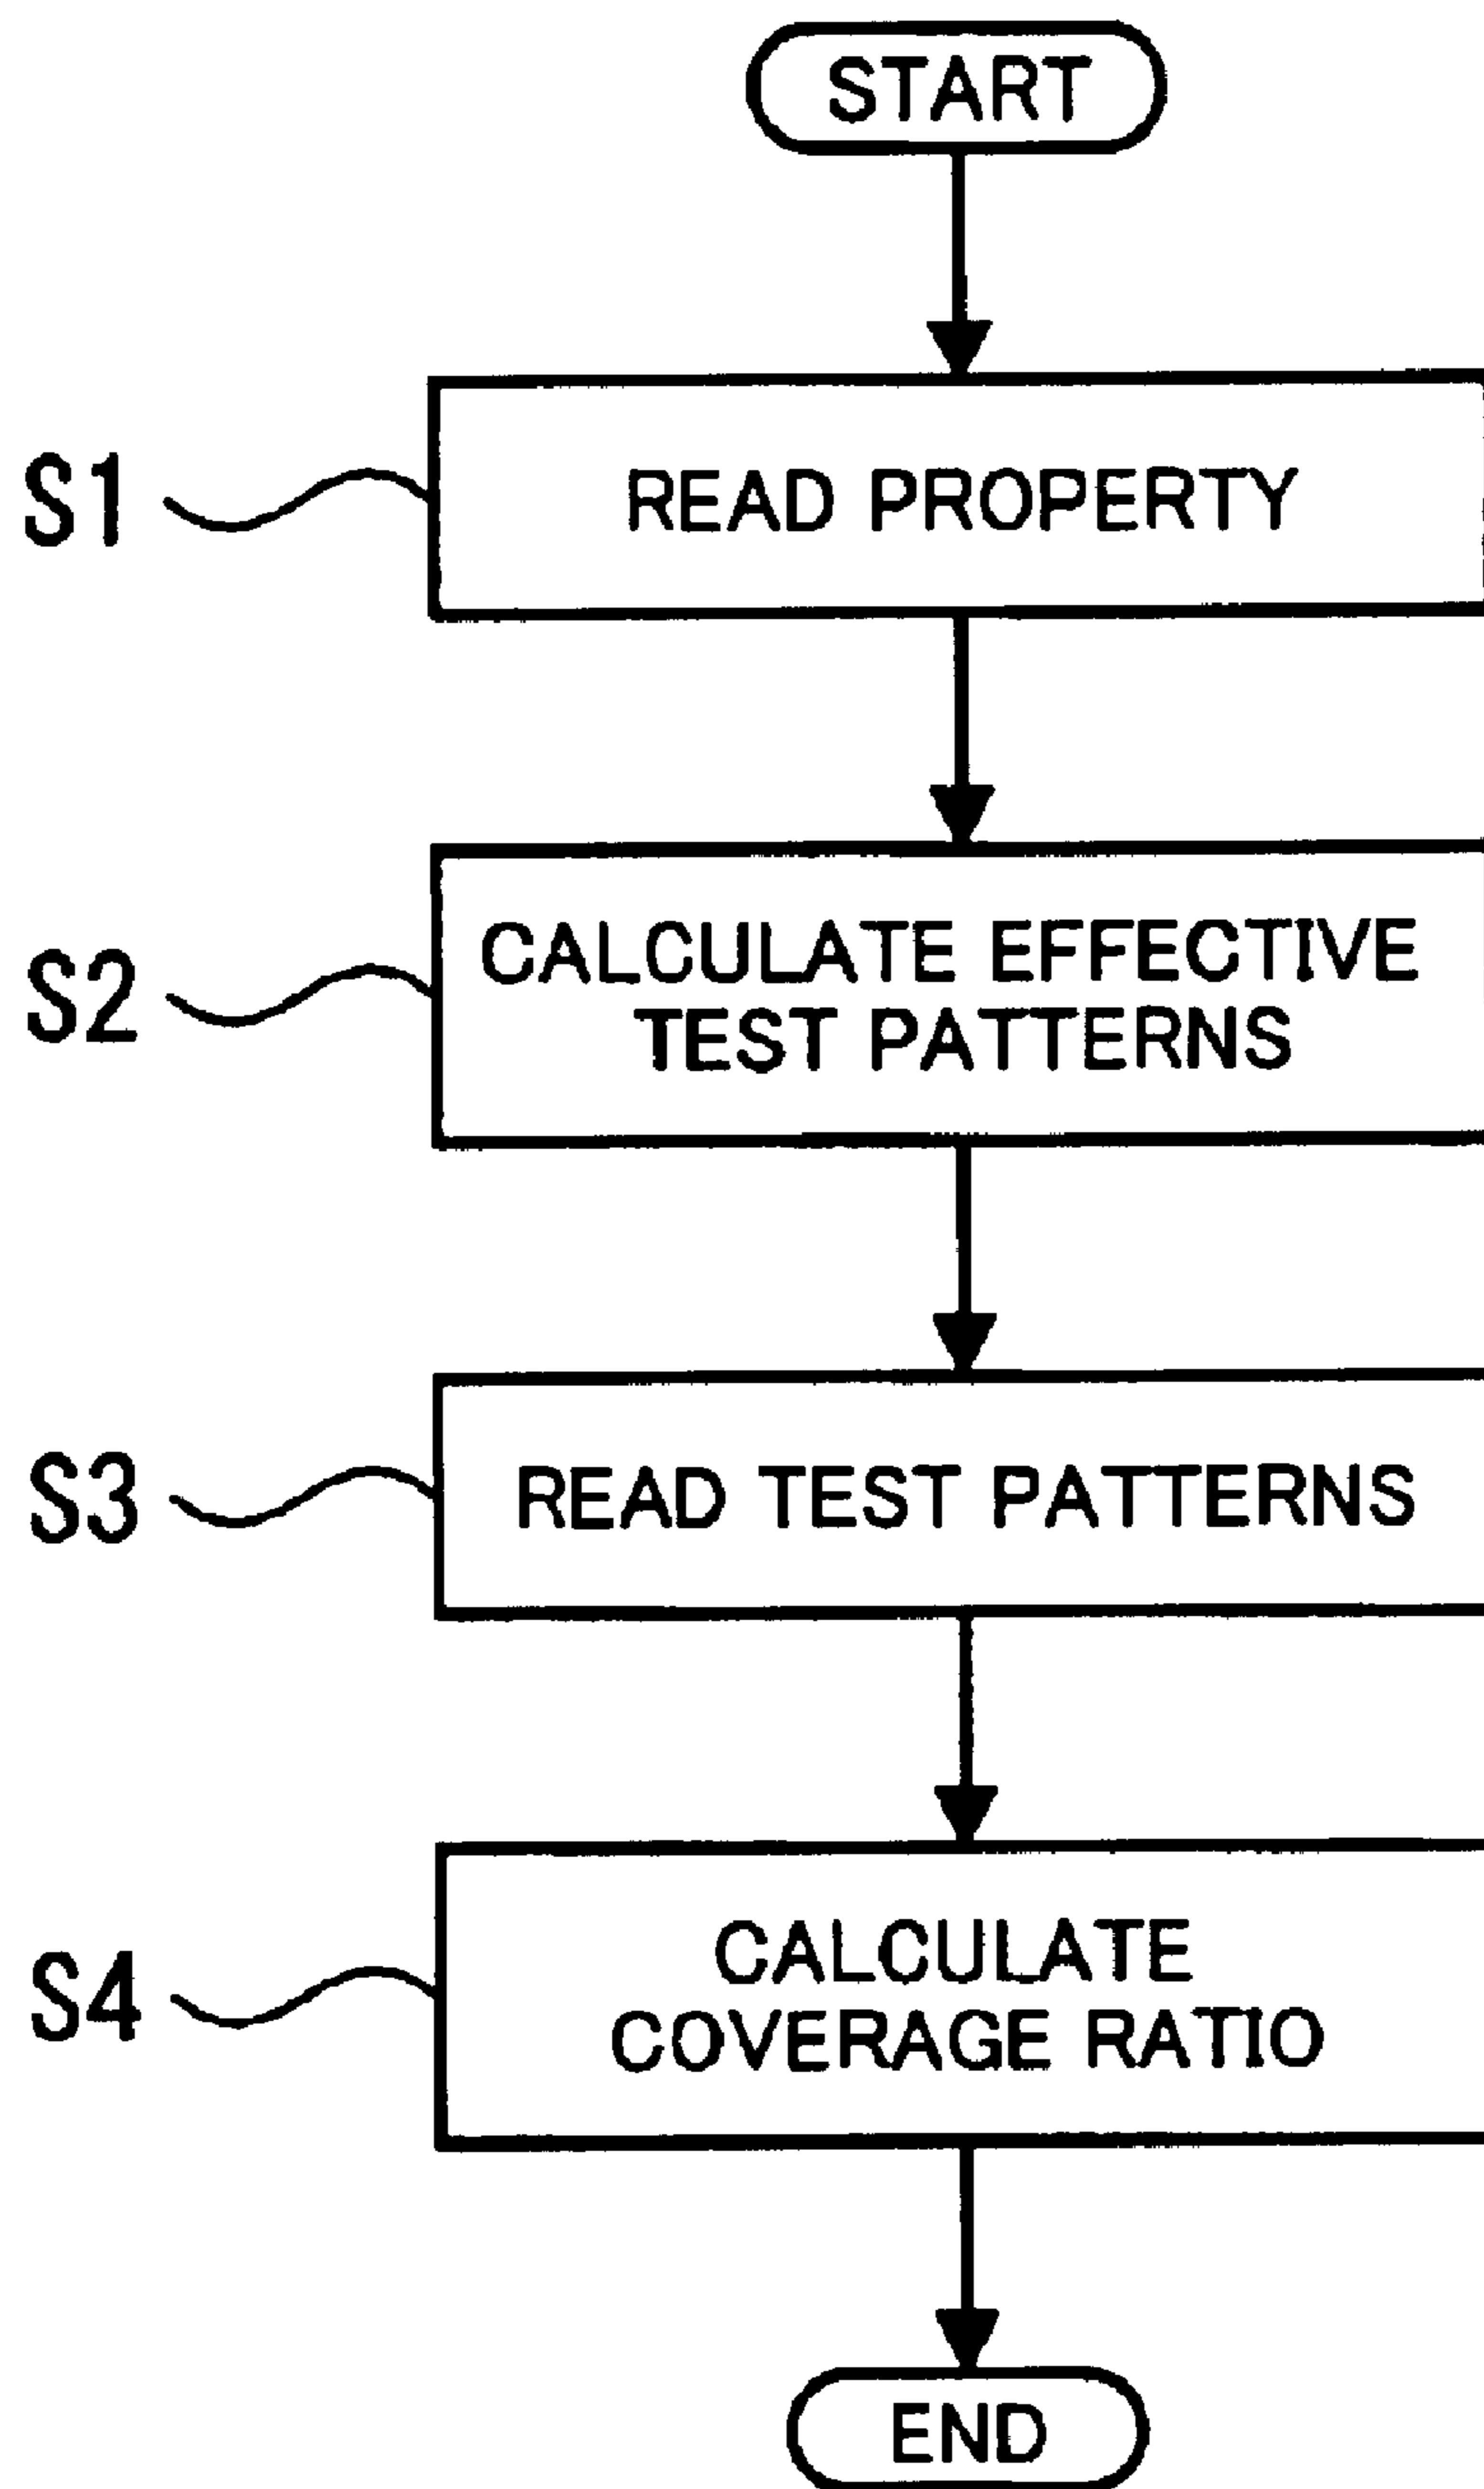 START
S1
READ PROPERTY
S2
CALCULATE EFFECTIVE
TEST PATTERNS
S3
READ TEST PATTERNS
S4
CALCULATE
COVERAGE RATIO
END